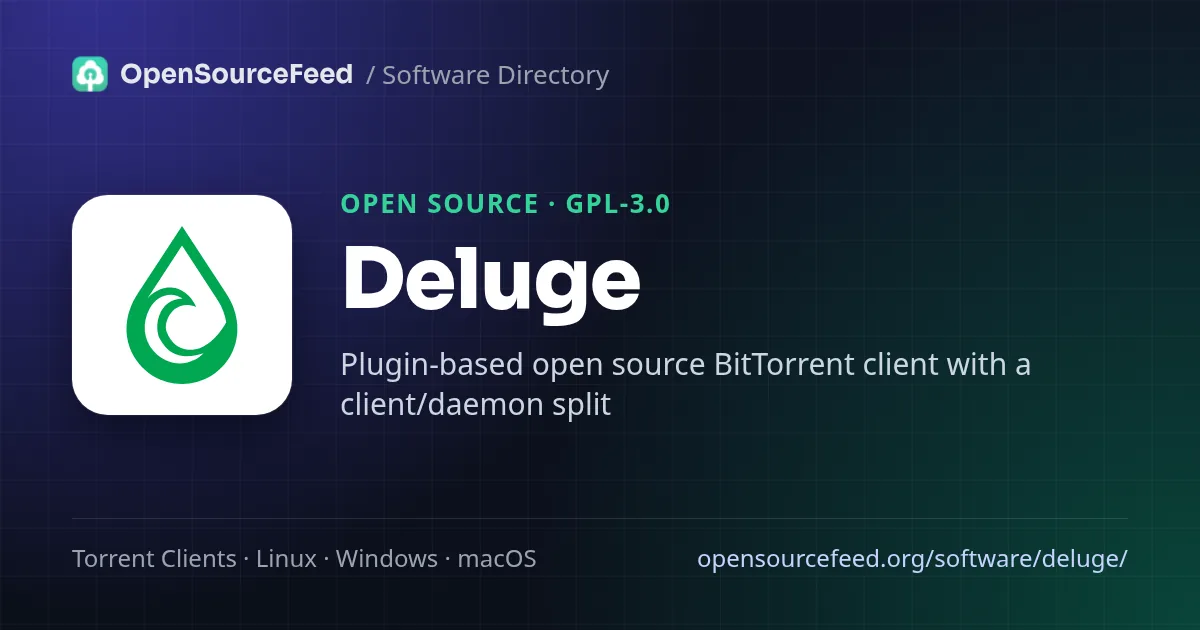 OpenSourceFeed / Software Directory
OPEN SOURCE · GPL-3.0
Deluge
Plugin-based open source BitTorrent client with a
client/daemon split
Torrent Clients · Linux · Windows · macOS
opensourcefeed.org/software/deluge/